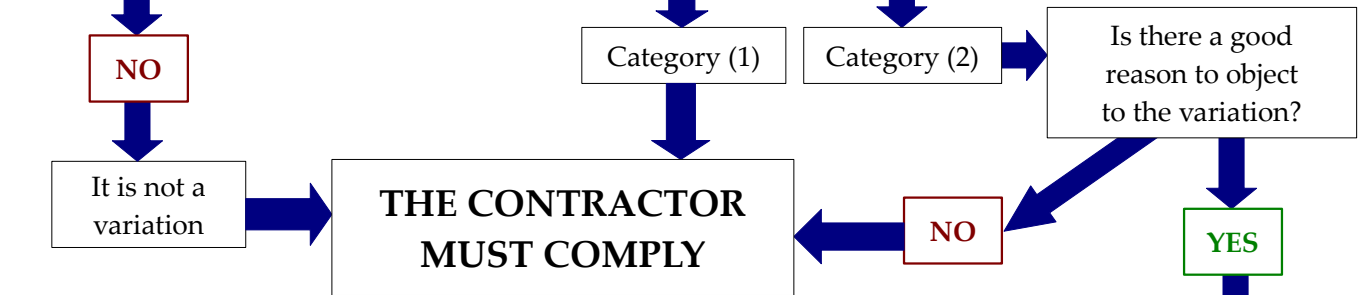 NO
It is not a
variation
Category (1)
Category (2)
Is there a good
reason to object
to the variation?
THE CONTRACTOR
MUST COMPLY
NO
YES